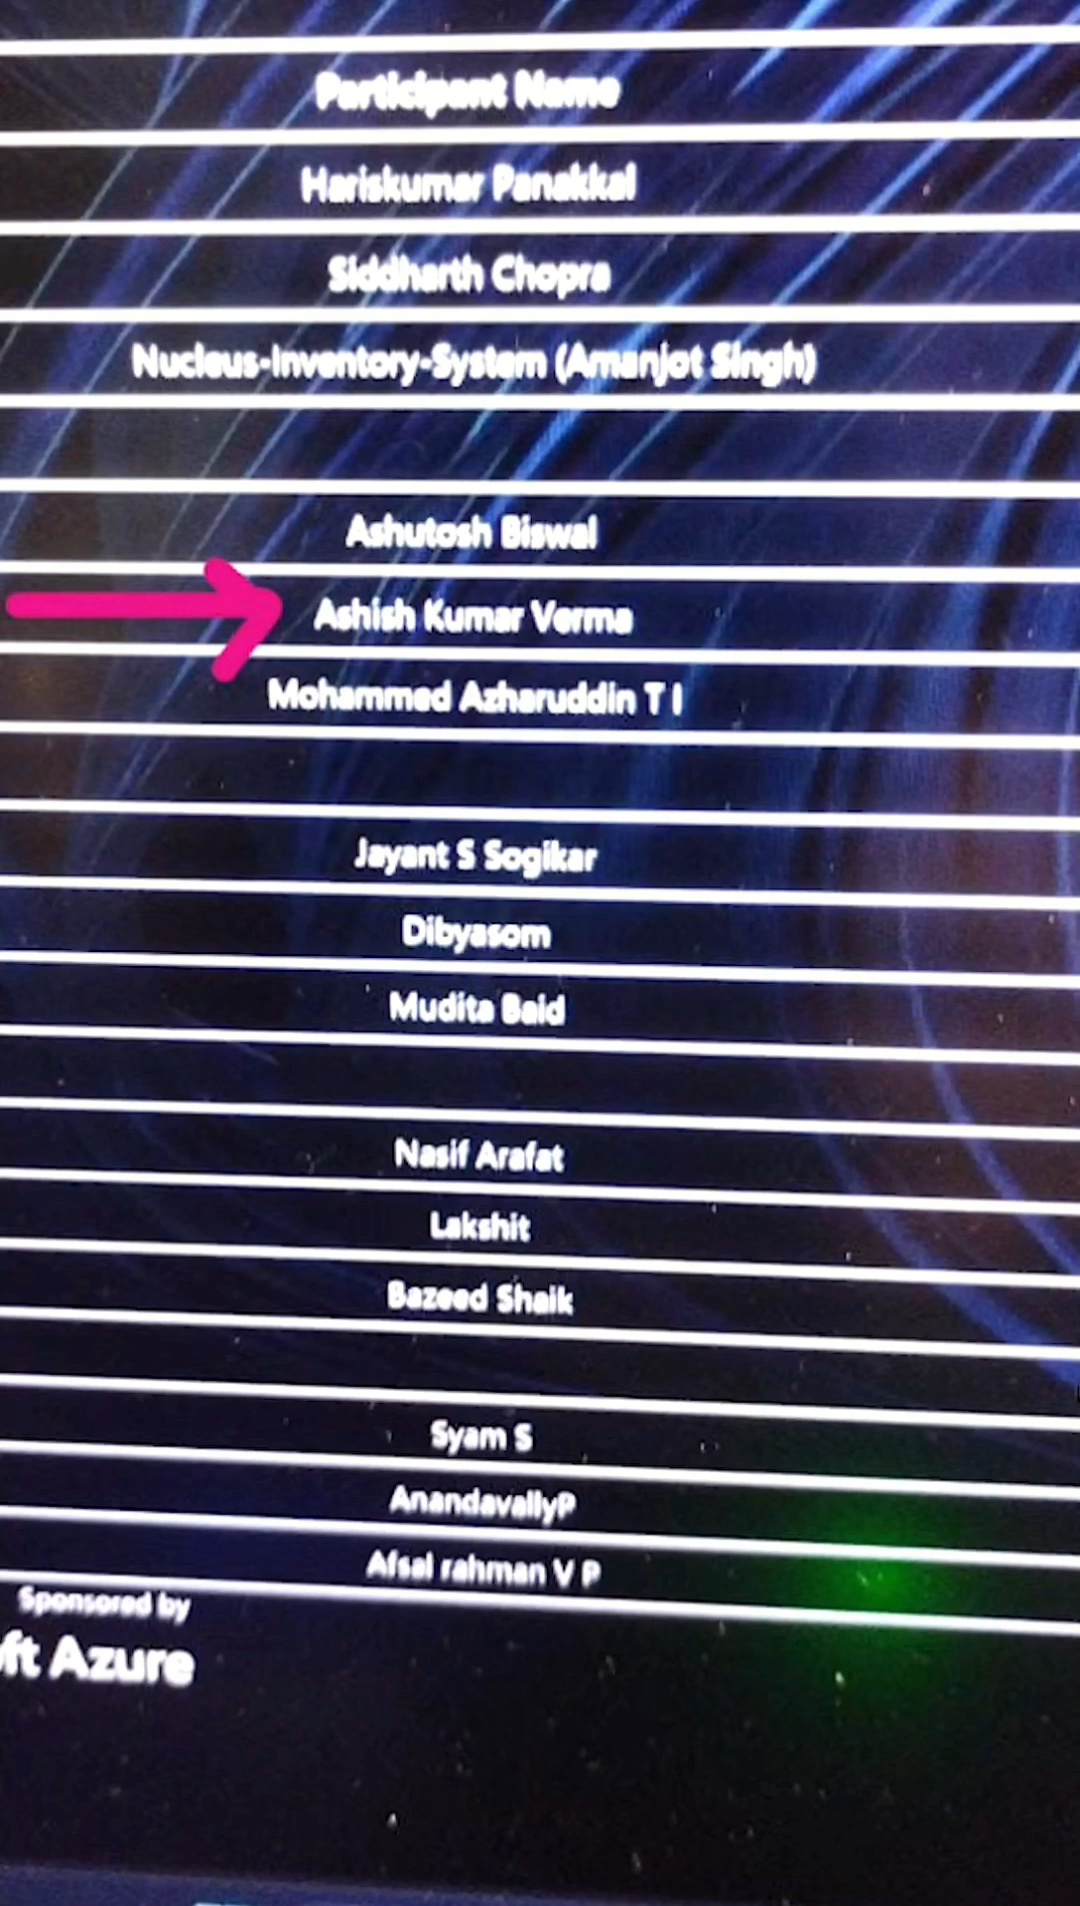 Participant Name
Hariskumar Panakkal
Siddharth Chopra
Nucleus-Inventory-System (Amanjot Singh)
Ashutosh Biswal
Ashish Kumar Verma
Mohammed Azharuddin T I
Jayant S Sogikar
Dibyasom
Mudita Baid
Nasif Arafat
Lakshit
Bazeed Shaik
Syam S
AnandavallyP
Afsal rahman V P
Sponsored by
ft Azure